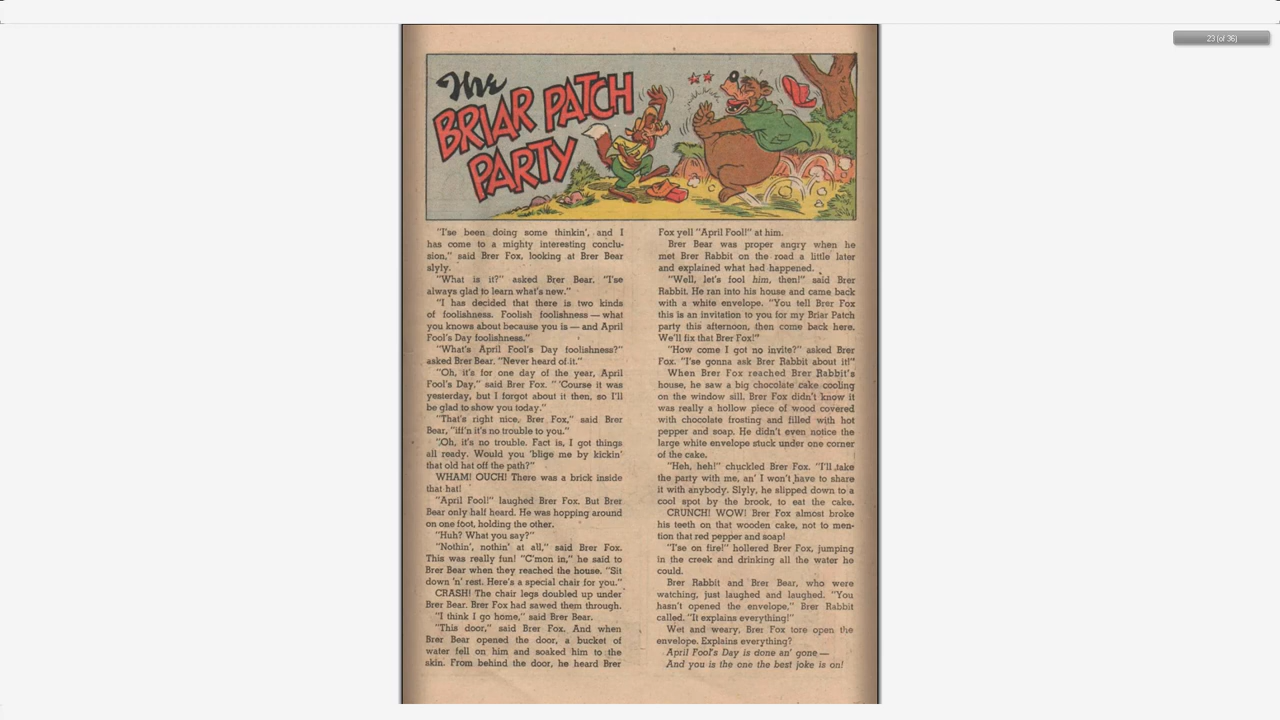 23 (of 36)
The
BRIAR PATCH
PARTY
"I'se been doing some thinkin', and I
has come to a mighty interesting conclu-
sion," said Brer Fox, looking at Brer Bear
slyly.
"What is it?" asked Brer Bear. "I'se
always glad to learn what's new."
"I has decided that there is two kinds
of foolishness. Foolish foolishness — what
you knows about because you is — and April
Fool's Day foolishness."
"What's April Fool's Day foolishness?"
asked Brer Bear. "Never heard of it."
"Oh, it's for one day of the year, April
Fool's Day," said Brer Fox. "'Course it was
yesterday, but I forgot about it then, so I'll
be glad to show you today."
"That's right nice, Brer Fox," said Brer
Bear, "iff'n it's no trouble to you."
"Oh, it's no trouble. Fact is, I got things
all ready. Would you 'blige me by kickin'
that old hat off the path?"
WHAM! OUCH! There was a brick inside
that hat!
"April Fool!" laughed Brer Fox. But Brer
Bear only half heard. He was hopping around
on one foot, holding the other.
"Huh? What you say?"
"Nothin', nothin' at all," said Brer Fox.
This was really fun! "C'mon in," he said to
Brer Bear when they reached the house. "Sit
down 'n' rest. Here's a special chair for you."
CRASH! The chair legs doubled up under
Brer Bear. Brer Fox had sawed them through.
"I think I go home," said Brer Bear.
"This door," said Brer Fox. And when
Brer Bear opened the door, a bucket of
water fell on him and soaked him to the
skin. From behind the door, he heard Brer
Fox yell "April Fool!" at him.
Brer Bear was proper angry when he
met Brer Rabbit on the road a little later
and explained what had happened.
"Well, let's fool him, then!" said Brer
Rabbit. He ran into his house and came back
with a white envelope. "You tell Brer Fox
this is an invitation to you for my Briar Patch
party this afternoon, then come back here.
We'll fix that Brer Fox!"
"How come I got no invite?" asked Brer
Fox. "I'se gonna ask Brer Rabbit about it!"
When Brer Fox reached Brer Rabbit's
house, he saw a big chocolate cake cooling
on the window sill. Brer Fox didn't know it
was really a hollow piece of wood covered
with chocolate frosting and filled with hot
pepper and soap. He didn't even notice the
large white envelope stuck under one corner
of the cake.
"Heh, heh!" chuckled Brer Fox. "I'll take
the party with me, an' I won't have to share
it with anybody. Slyly, he slipped down to a
cool spot by the brook, to eat the cake.
CRUNCH! WOW! Brer Fox almost broke
his teeth on that wooden cake, not to men-
tion that red pepper and soap!
"I'se on fire!" hollered Brer Fox, jumping
in the creek and drinking all the water he
could.
Brer Rabbit and Brer Bear, who were
watching, just laughed and laughed. "You
hasn't opened the envelope," Brer Rabbit
called. "It explains everything!"
Wet and weary, Brer Fox tore open the
envelope. Explains everything?
April Fool's Day is done an' gone —
And you is the one the best joke is on!